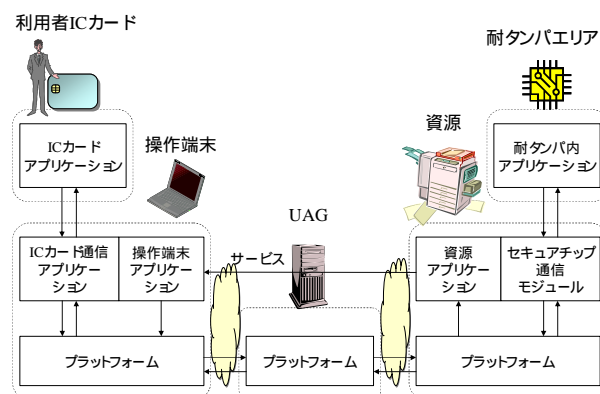 利用者ICカード
耐タンパエリア
ICカード
アプリケーション
操作端末
資源
耐タンパ内
アプリケーション
UAG
ICカード通信
アプリケー
ション
操作端末
アプリケー
ション
サービス
資源
アプリケー
ション
セキュアチップ
通信
モジュール
プラットフォーム
プラットフォーム
プラットフォーム